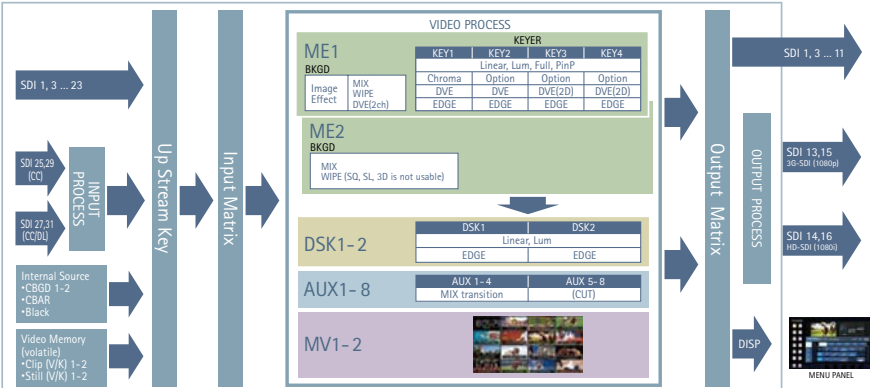 VIDEO PROCESS
SDI 1, 3 ... 23
SDI 25,29
(CC)
SDI 27,31
(CC/DL)
INPUT
PROCESS
Internal Source
•CBGD 1-2
•CBAR
•Black
Video Memory
(volatile)
•Clip (V/K) 1-2
•Still (V/K) 1-2
Up Stream Key
Input Matrix
ME1
BKGD
Image
Effect
MIX
WIPE
DVE(2ch)
KEYER
KEY1 KEY2 KEY3 KEY4
Linear, Lum, Full, PinP
Chroma Option Option Option
DVE DVE DVE(2D) DVE(2D)
EDGE EDGE EDGE EDGE
ME2
BKGD
MIX
WIPE (SQ, SL, 3D is not usable)
DSK1-2
DSK1 DSK2
Linear, Lum
EDGE EDGE
AUX1-8
AUX 1-4 AUX 5-8
MIX transition (CUT)
MV1-2
Output Matrix
OUTPUT PROCESS
SDI 1, 3 ... 11
SDI 13,15
3G-SDI (1080p)
SDI 14,16
HD-SDI (1080i)
DISP
MENU PANEL